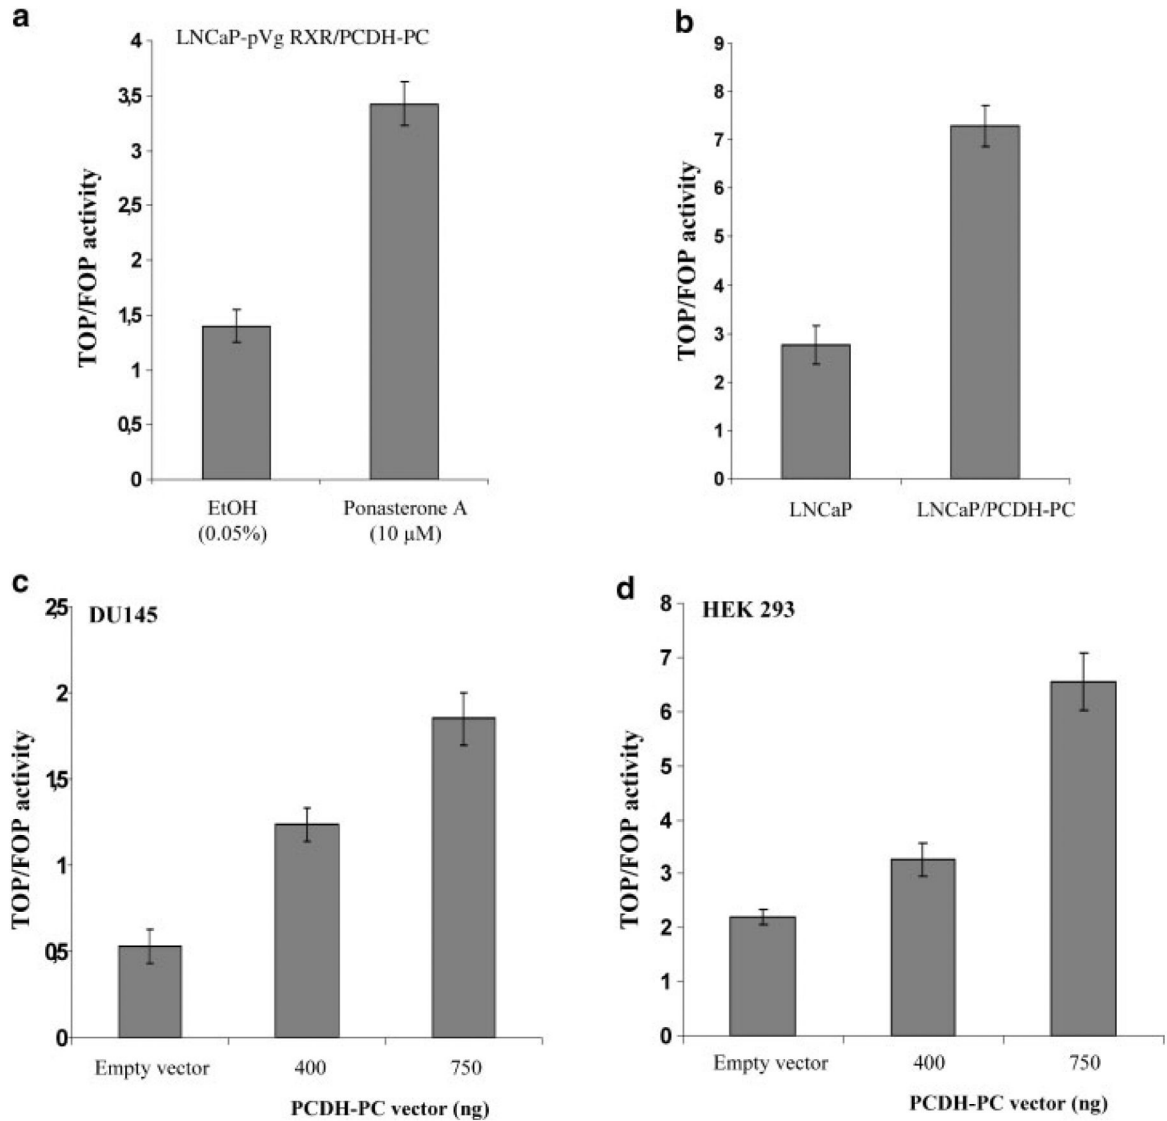 a
LNCaP-pVg RXR/PCDH-PC
TOP/FOP activity
4
3,5
3
2,5
2
1,5
1
0,5
0
EtOH
(0.05%)
Ponasterone A
(10 µM)
b
TOP/FOP activity
9
8
7
6
5
4
3
2
1
0
LNCaP
LNCaP/PCDH-PC
c
DU145
TOP/FOP activity
2,5
2
1,5
1
0,5
0
Empty vector
400
750
PCDH-PC vector (ng)
d
HEK 293
TOP/FOP activity
8
7
6
5
4
3
2
1
0
Empty vector
400
750
PCDH-PC vector (ng)